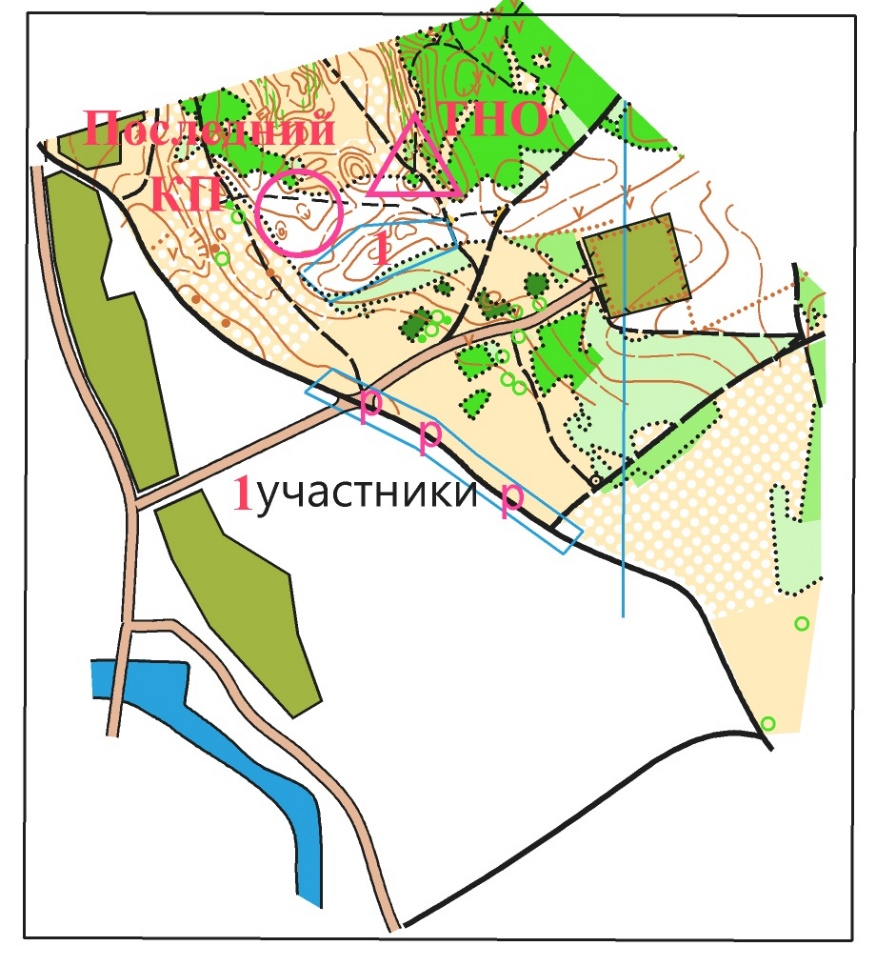 Последний
ТНО
КП
1
р
р
1участники р